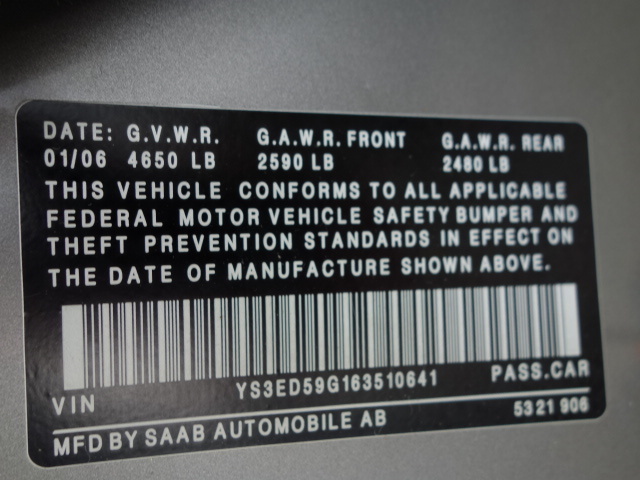 DATE: G.V.W.R. G.A.W.R. FRONT G.A.W.R. REAR
01/06 4650 LB 2590 LB 2480 LB
THIS VEHICLE CONFORMS TO ALL APPLICABLE
FEDERAL MOTOR VEHICLE SAFETY BUMPER AND
THEFT PREVENTION STANDARDS IN EFFECT ON
THE DATE OF MANUFACTURE SHOWN ABOVE.
VIN YS3ED59G163510641 PASS.CAR
MFD BY SAAB AUTOMOBILE AB 5321 906